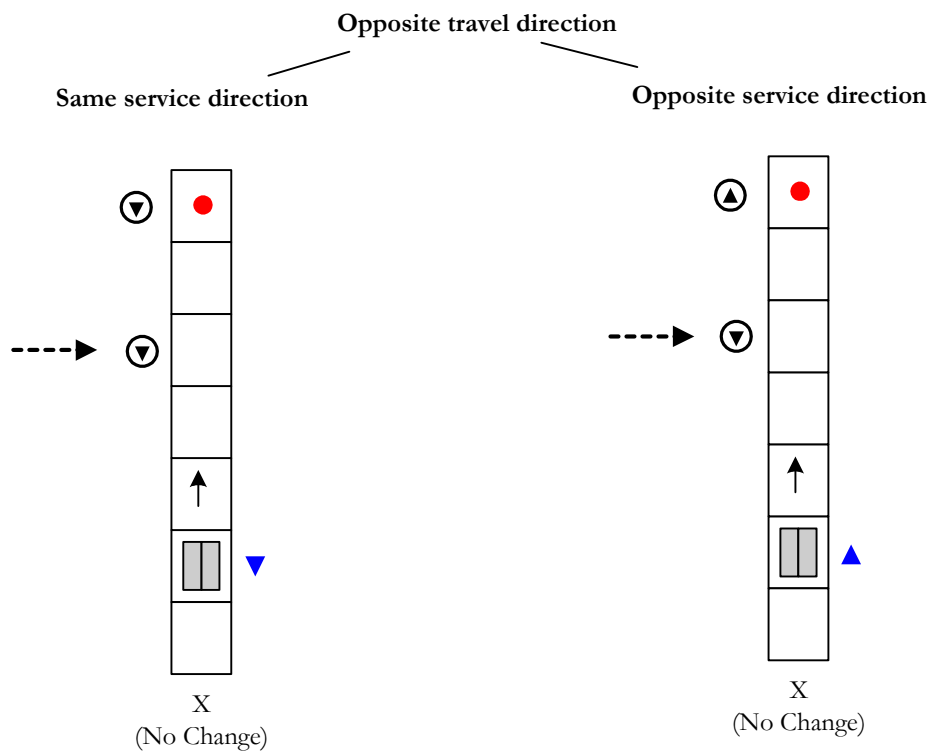 Opposite travel direction
Same service direction
Opposite service direction
X
(No Change)
X
(No Change)